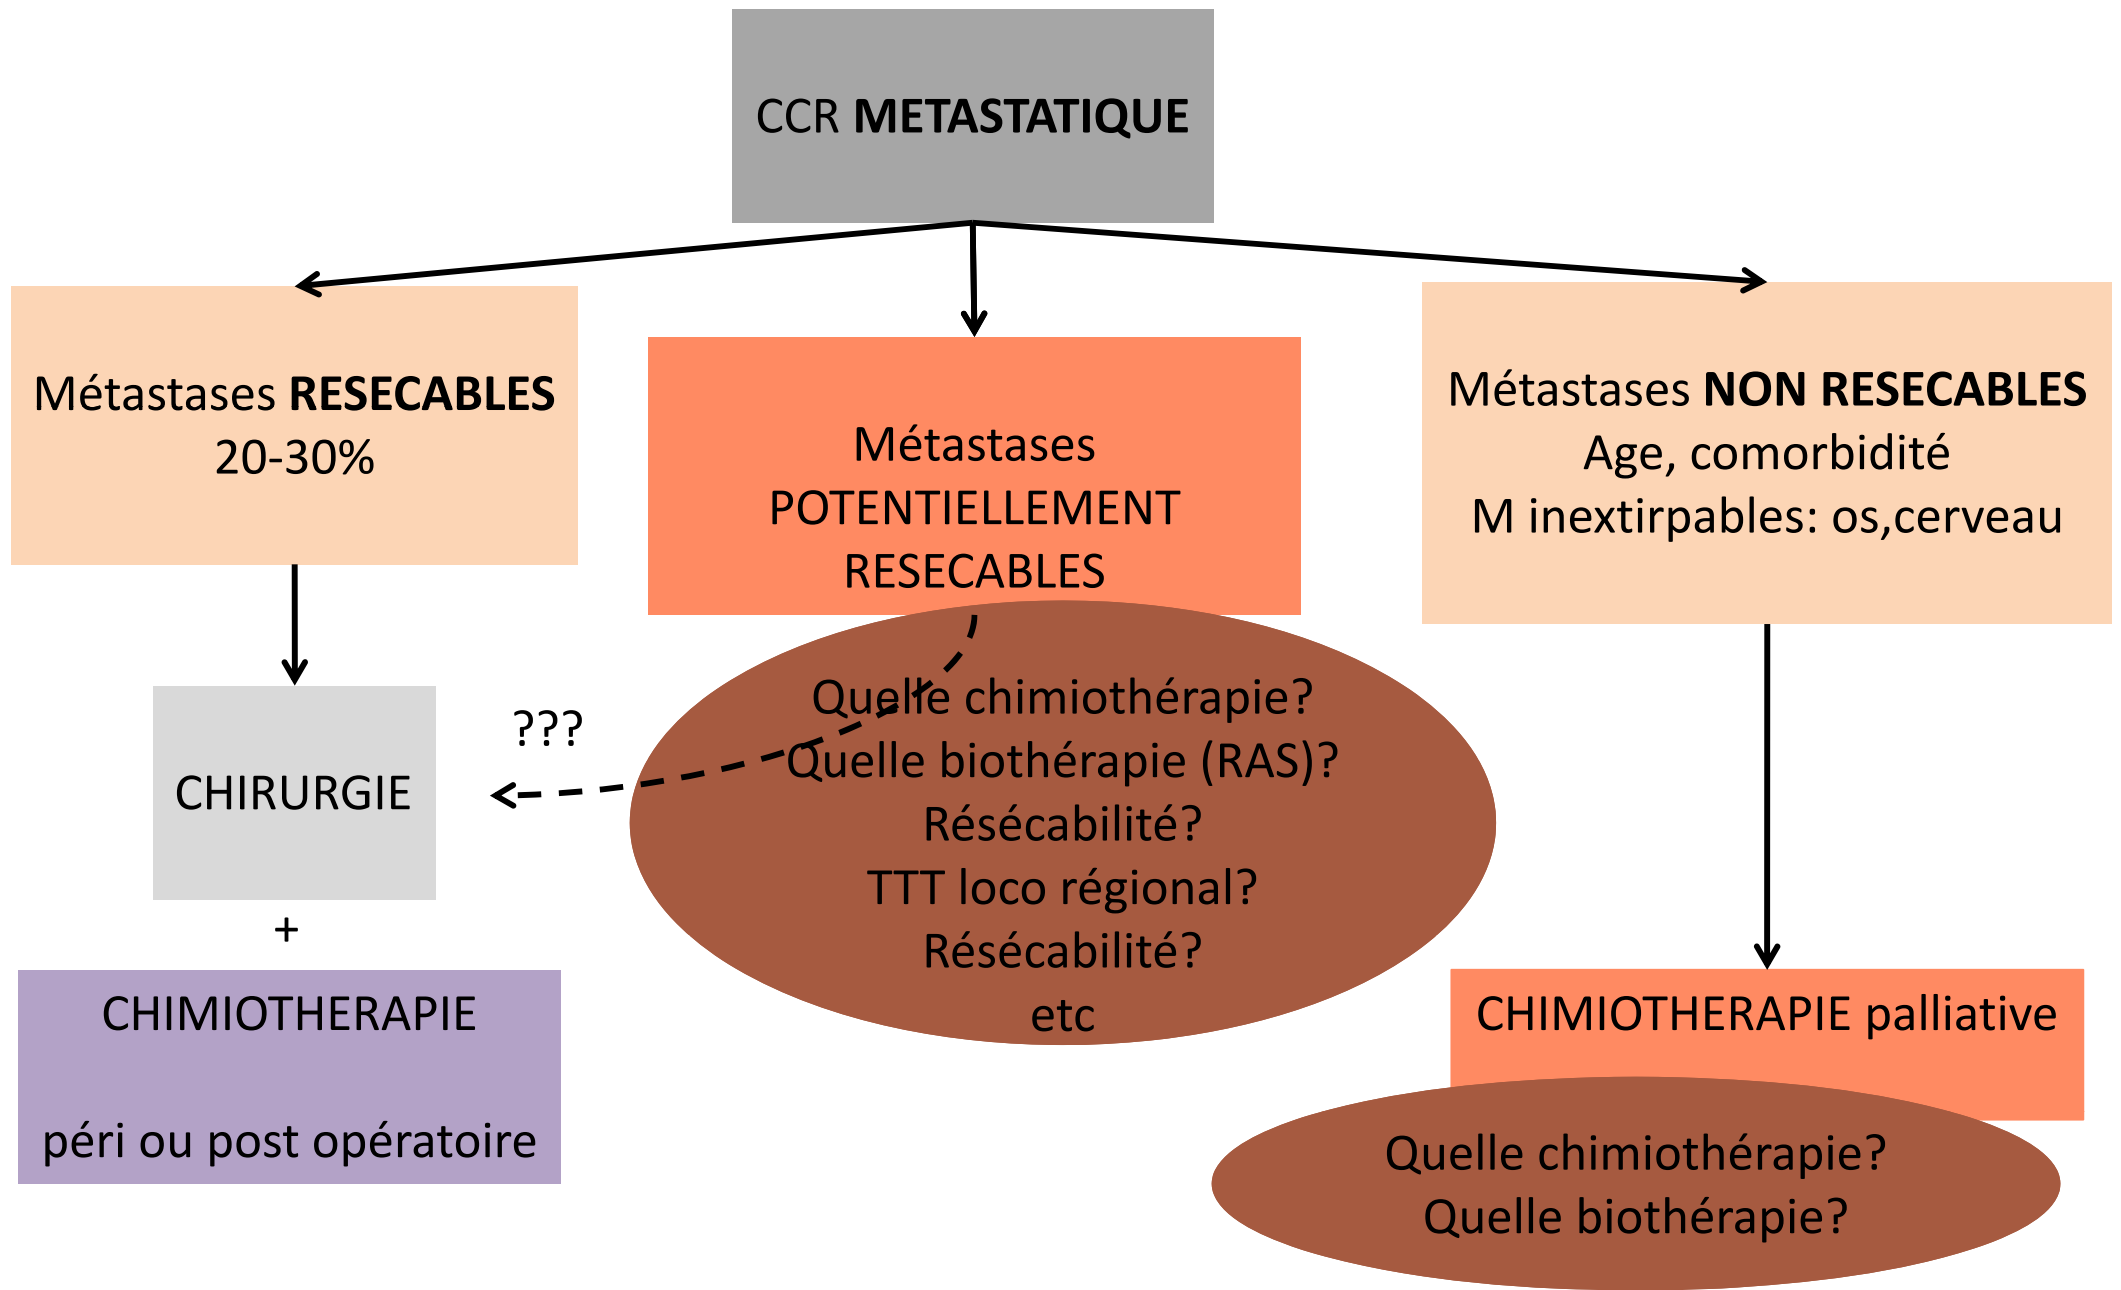 CCR METASTATIQUE
Métastases RESECABLES
20-30%
Métastases
POTENTIELLEMENT
RESECABLES
Métastases NON RESECABLES
Age, comorbidité
M inextirpables: os,cerveau
CHIRURGIE
+
CHIMIOTHERAPIE
péri ou post opératoire
???
Quelle chimiothérapie?
Quelle biothérapie (RAS)?
Résécabilité?
TTT loco régional?
Résécabilité?
etc
CHIMIOTHERAPIE palliative
Quelle chimiothérapie?
Quelle biothérapie?